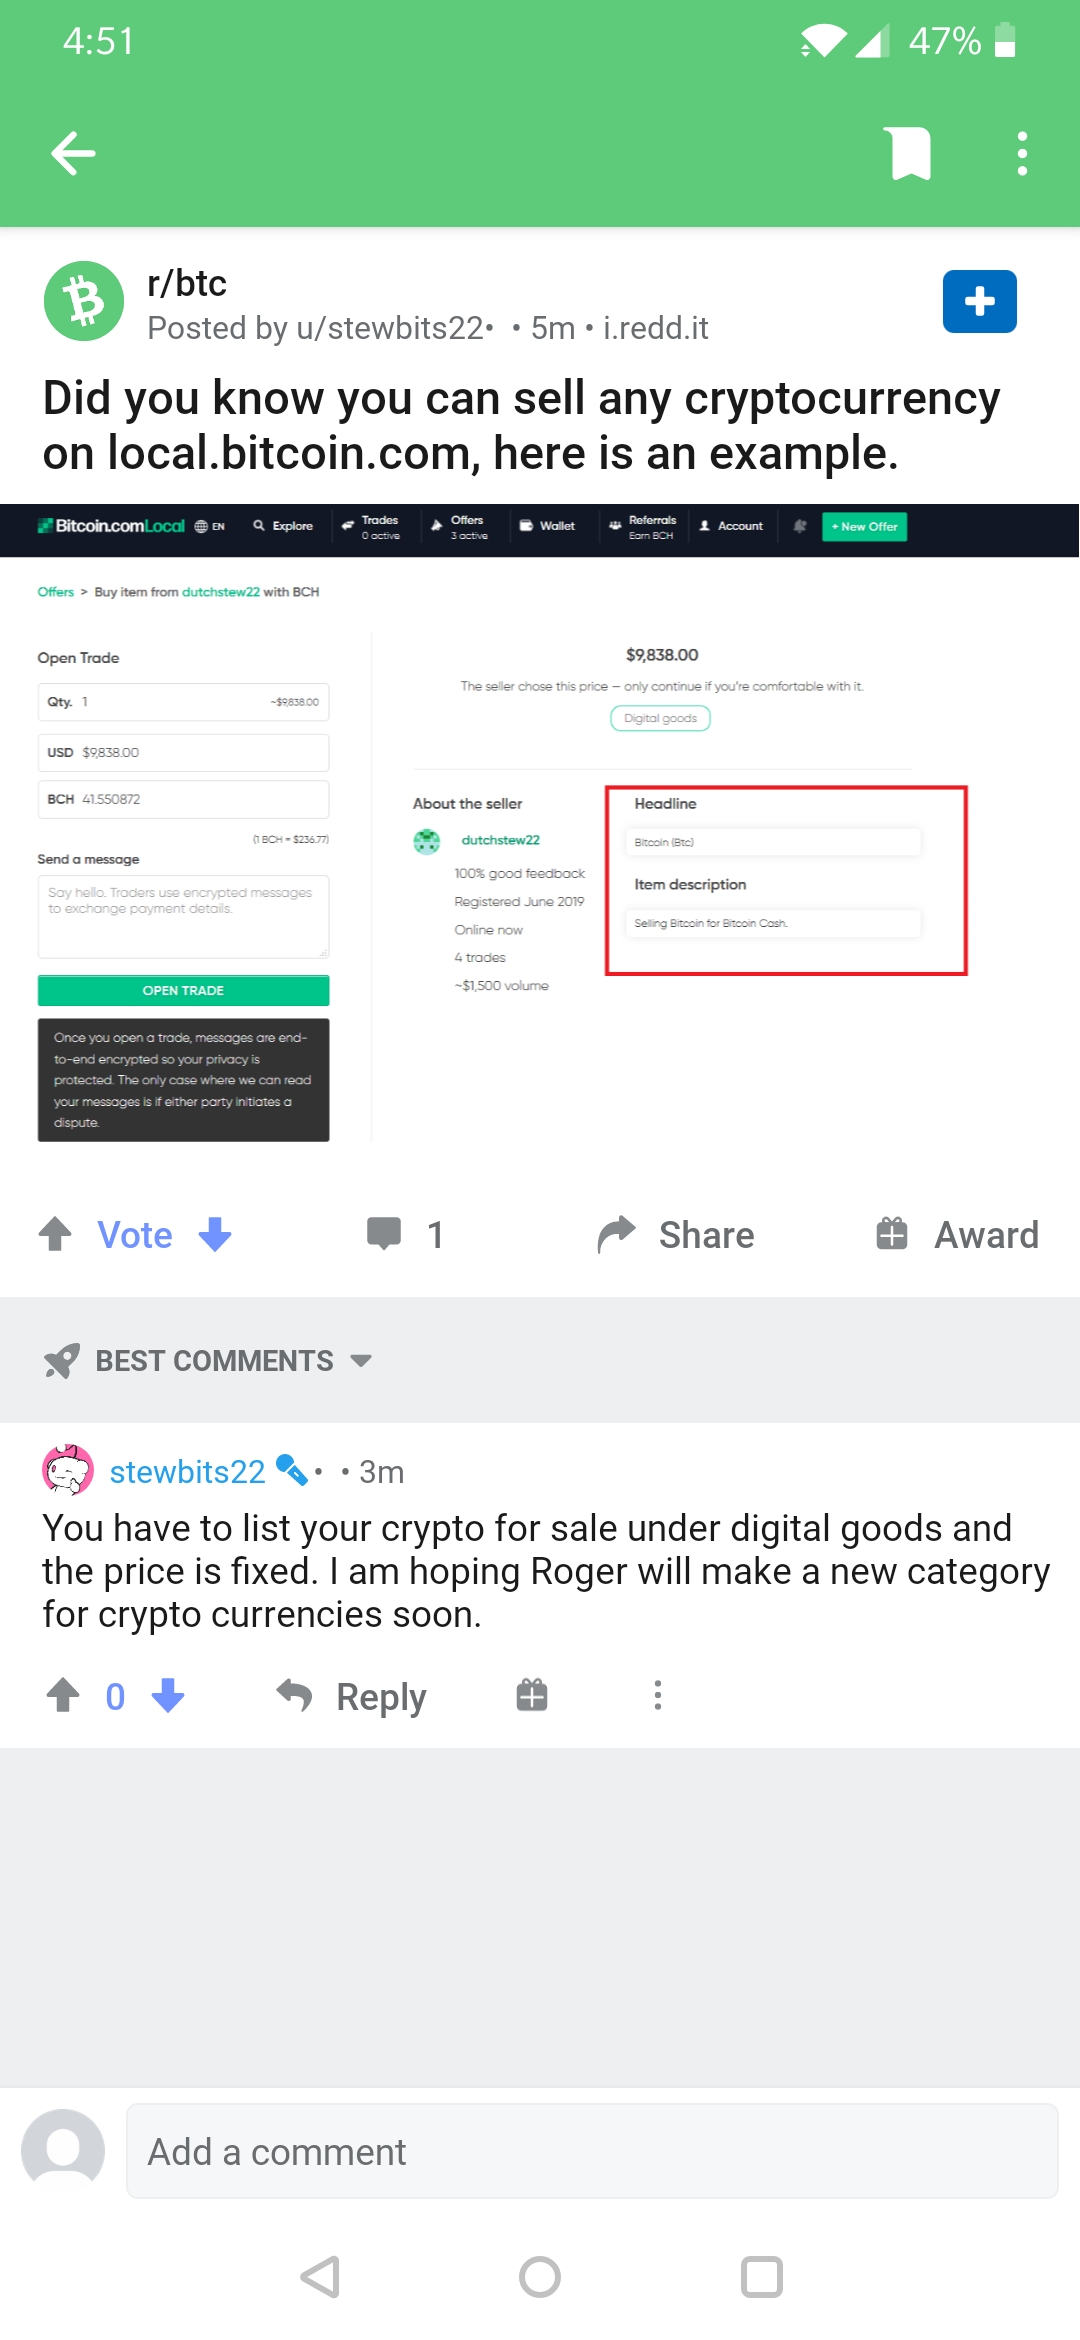 4:51
47%
r/btc
Posted by u/stewbits22• • 5m • i.redd.it
Did you know you can sell any cryptocurrency
on local.bitcoin.com, here is an example.
Bitcoin.comLocal EN Explore Trades 0 active Offers 3 active Wallet Referrals Earn BCH Account + New Offer
Offers > Buy item from dutchstew22 with BCH
Open Trade
Qty. 1 ~$9,838.00
USD $9,838.00
BCH 41.550872
(1 BCH = $236.77)
Send a message
Say hello. Traders use encrypted messages
to exchange payment details.
OPEN TRADE
Once you open a trade, messages are end-
to-end encrypted so your privacy is
protected. The only case where we can read
your messages is if either party initiates a
dispute.
$9,838.00
The seller chose this price – only continue if you're comfortable with it.
Digital goods
About the seller
dutchstew22
100% good feedback
Registered June 2019
Online now
4 trades
~$1,500 volume
Headline
Bitcoin (Btc)
Item description
Selling Bitcoin for Bitcoin Cash.
Vote 1 Share Award
BEST COMMENTS
stewbits22 • • 3m
You have to list your crypto for sale under digital goods and
the price is fixed. I am hoping Roger will make a new category
for crypto currencies soon.
0 Reply
Add a comment